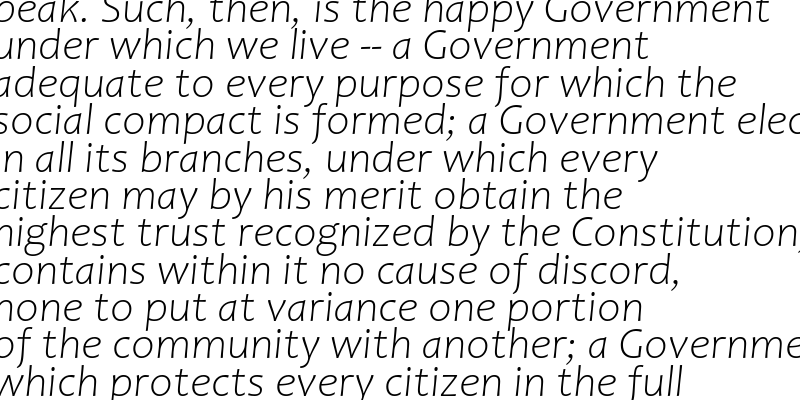 peak. Such, then, is the happy Government
under which we live -- a Government
adequate to every purpose for which the
social compact is formed; a Government elec
in all its branches, under which every
citizen may by his merit obtain the
highest trust recognized by the Constitution,
contains within it no cause of discord,
none to put at variance one portion
of the community with another; a Governme
which protects every citizen in the full